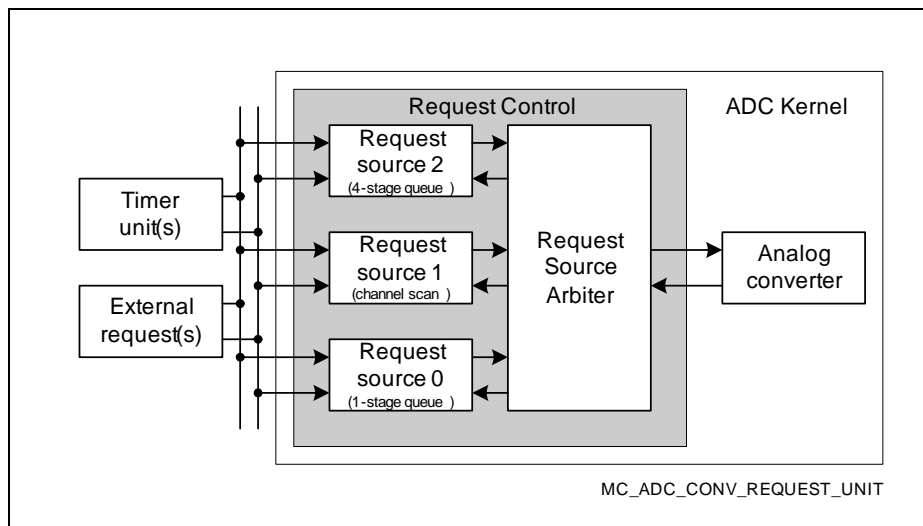 Request Control
ADC Kernel
Request
source 2
(4-stage queue )
Timer
unit(s)
Request
source 1
(channel scan )
Request
Source
Arbiter
Analog
converter
External
request(s)
Request
source 0
(1-stage queue )
MC_ADC_CONV_REQUEST_UNIT